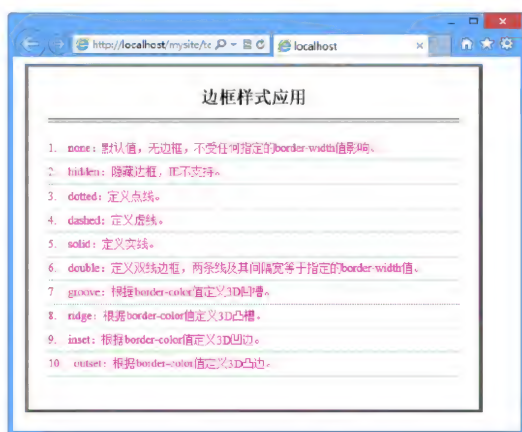 http://localhost/mysite/te
localhost
边框样式应用
1. none：默认值，无边框，不受任何指定的border-width值影响、
2. hidden：隐藏边框，IE不支持。
3. dotted：定义点线。
4. dashed：定义虚线。
5. solid：定义实线。
6. double：定义双线边框，两条线及其间隔宽等于指定的border-width值、
7 groove：根据border-color值定义3D凹槽。
8. ridge：根据border-color值定义3D凸槽。
9. inset：根据border-color值定义3D凹边。
10. outset：根据border-color值定义3D凸边。